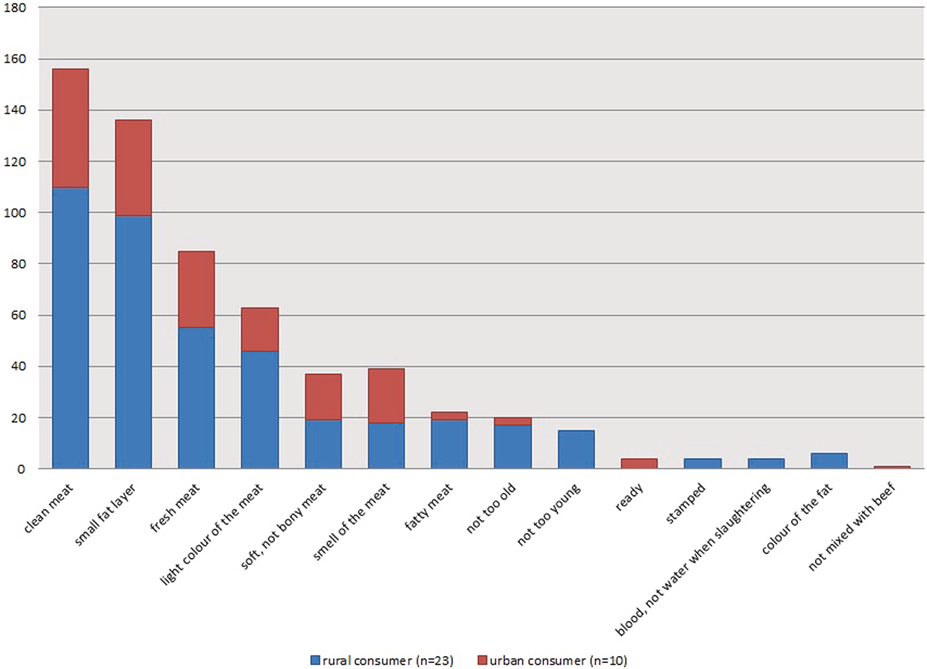 180
160
140
120
100
80
60
40
20
0
clean meat
small fat layer
fresh meat
light colour of the meat
soft, not bony meat
smell of the meat
fatty meat
not too old
not too young
ready
stamped
blood, not water when slaughtering
colour of the fat
not mixed with beef
rural consumer (n=23) urban consumer (n=10)